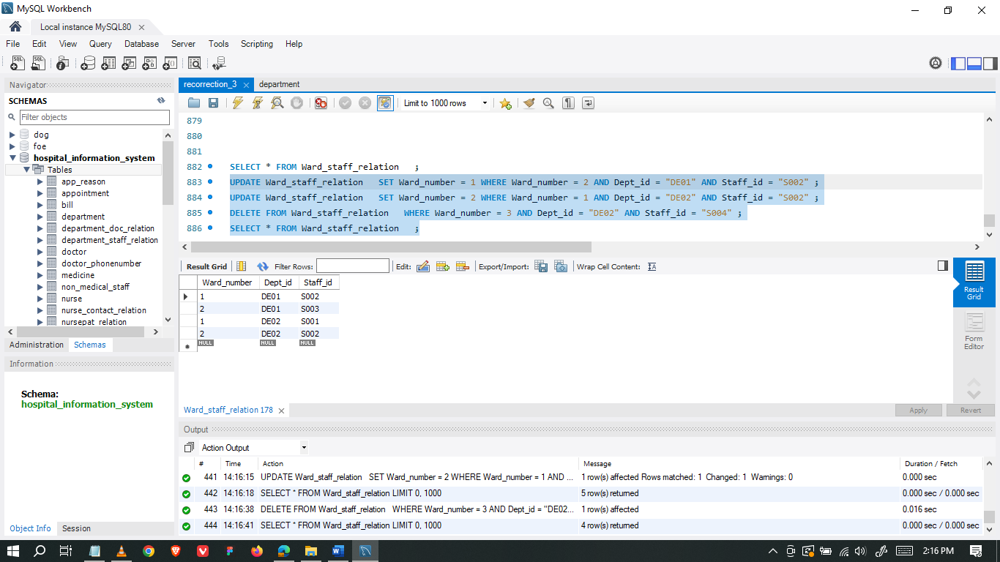 MySQL Workbench
Local instance MySQL80
File Edit View Query Database Server Tools Scripting Help
Navigator
SCHEMAS
Filter objects
dog
foe
hospital_information_system
Tables
app_reason
appointment
bill
department
department_doc_relation
department_staff_relation
doctor
doctor_phonenumber
medicine
non_medical_staff
nurse
nurse_contact_relation
nursepat_relation
Administration Schemas
Information
Schema:
hospital_information_system
Object Info Session
recorrection_3 department
Limit to 1000 rows
879
880
881
882 SELECT * FROM Ward_staff_relation ;
883 UPDATE Ward_staff_relation SET Ward_number = 1 WHERE Ward_number = 2 AND Dept_id = "DE01" AND Staff_id = "S002" ;
884 UPDATE Ward_staff_relation SET Ward_number = 2 WHERE Ward_number = 1 AND Dept_id = "DE02" AND Staff_id = "S002" ;
885 DELETE FROM Ward_staff_relation WHERE Ward_number = 3 AND Dept_id = "DE02" AND Staff_id = "S004" ;
886 SELECT * FROM Ward_staff_relation ;
Result Grid Filter Rows: Edit: Export/Import: Wrap Cell Content:
Ward_number Dept_id Staff_id
1 DE01 S002
2 DE01 S003
1 DE02 S001
2 DE02 S002
NULL NULL NULL
Result
Grid
Form
Editor
Ward_staff_relation 178 Apply Revert
Output
Action Output
# Time Action Message Duration / Fetch
441 14:16:15 UPDATE Ward_staff_relation SET Ward_number = 2 WHERE Ward_number = 1 AND ... 1 row(s) affected Rows matched: 1 Changed: 1 Warnings: 0 0.000 sec
442 14:16:18 SELECT * FROM Ward_staff_relation LIMIT 0, 1000 5 row(s) returned 0.000 sec / 0.000 sec
443 14:16:38 DELETE FROM Ward_staff_relation WHERE Ward_number = 3 AND Dept_id = "DE02... 1 row(s) affected 0.016 sec
444 14:16:41 SELECT * FROM Ward_staff_relation LIMIT 0, 1000 4 row(s) returned 0.000 sec / 0.000 sec
2:16 PM